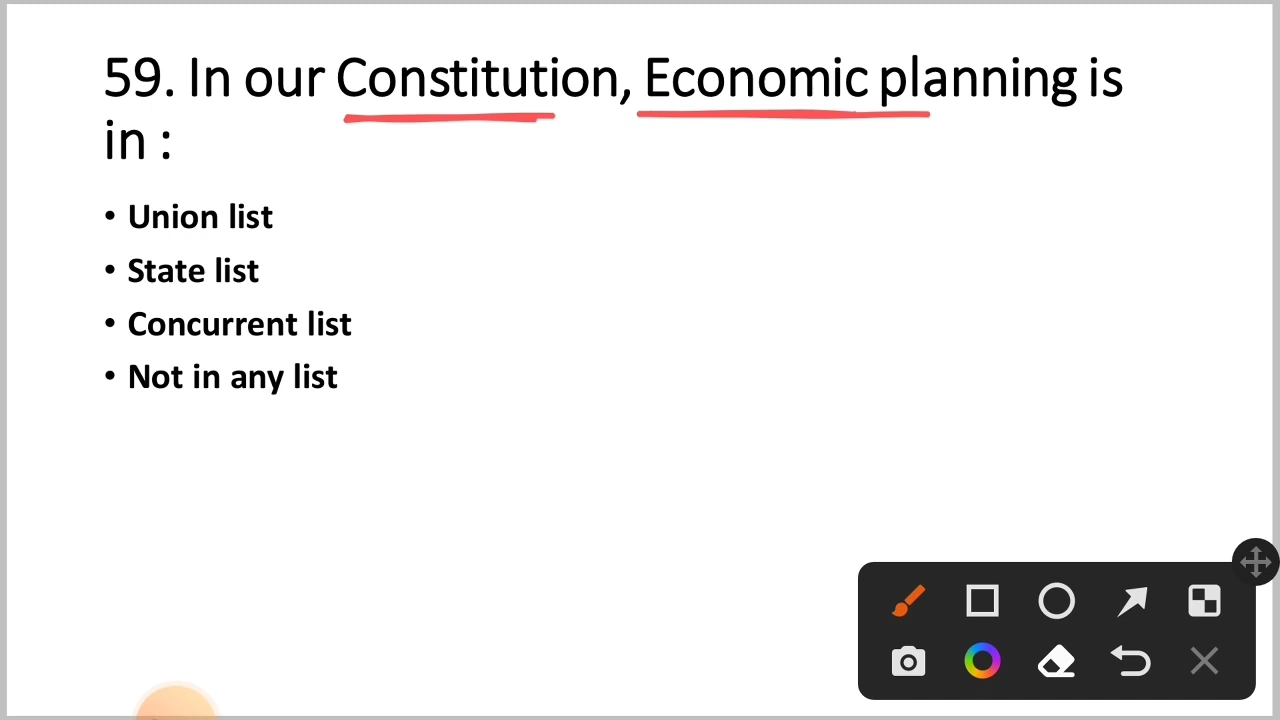 59. In our Constitution, Economic planning is
in :
• Union list
• State list
• Concurrent list
• Not in any list